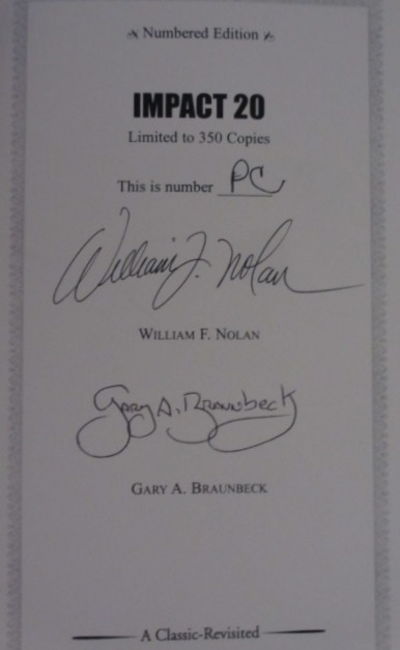 Numbered Edition
IMPACT 20
Limited to 350 Copies
This is number PC
William F. Nolan
WILLIAM F. NOLAN
Gary A. Braunbeck
GARY A. BRAUNBECK
A Classic-Revisited